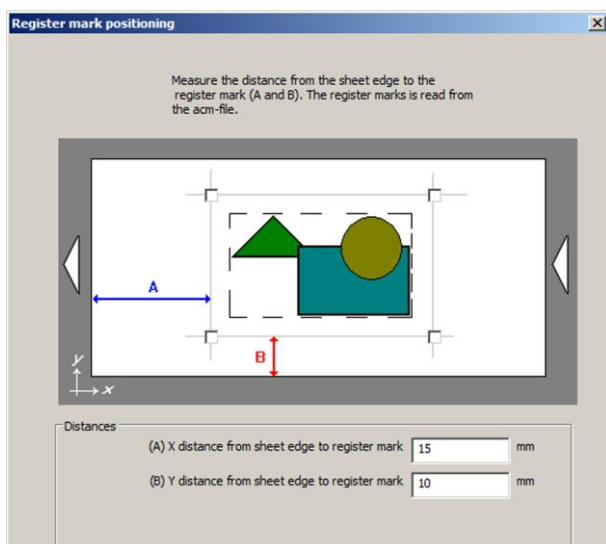 Register mark positioning
Measure the distance from the sheet edge to the
register mark (A and B). The register marks is read from
the acm-file.
A
B
y
x
Distances
(A) X distance from sheet edge to register mark 15 mm
(B) Y distance from sheet edge to register mark 10 mm